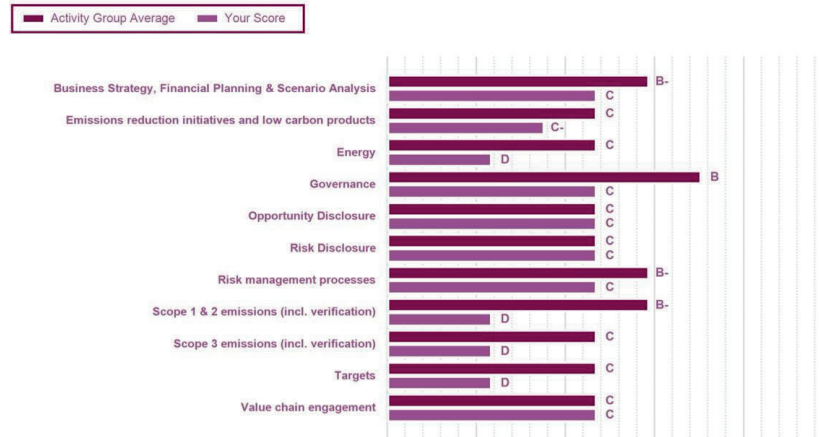 Activity Group Average Your Score
Business Strategy, Financial Planning & Scenario Analysis B-
C
Emissions reduction initiatives and low carbon products C
C-
Energy C
D
Governance B
C
Opportunity Disclosure C
C
Risk Disclosure C
C
Risk management processes B-
C
Scope 1 & 2 emissions (incl. verification) B-
D
Scope 3 emissions (incl. verification) C
D
Targets C
D
Value chain engagement C
C